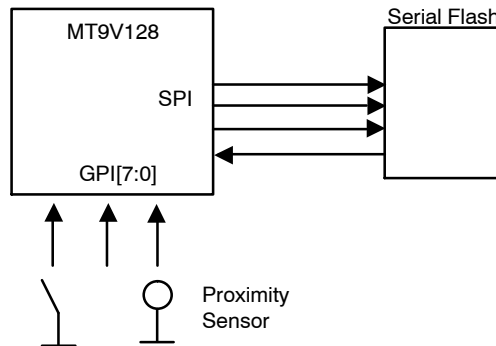 MT9V128
Serial Flash
SPI
GPI[7:0]
Proximity
Sensor